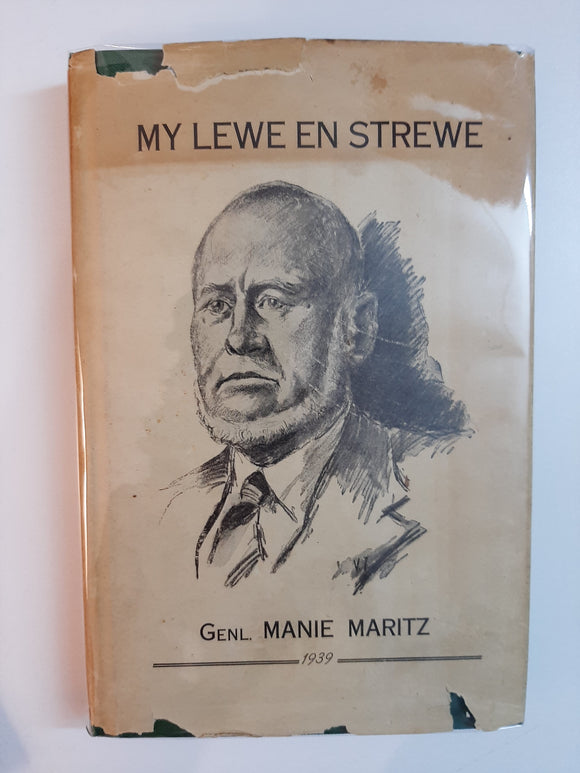 MY LEWE EN STREWE
GENL. MANIE MARITZ
1939